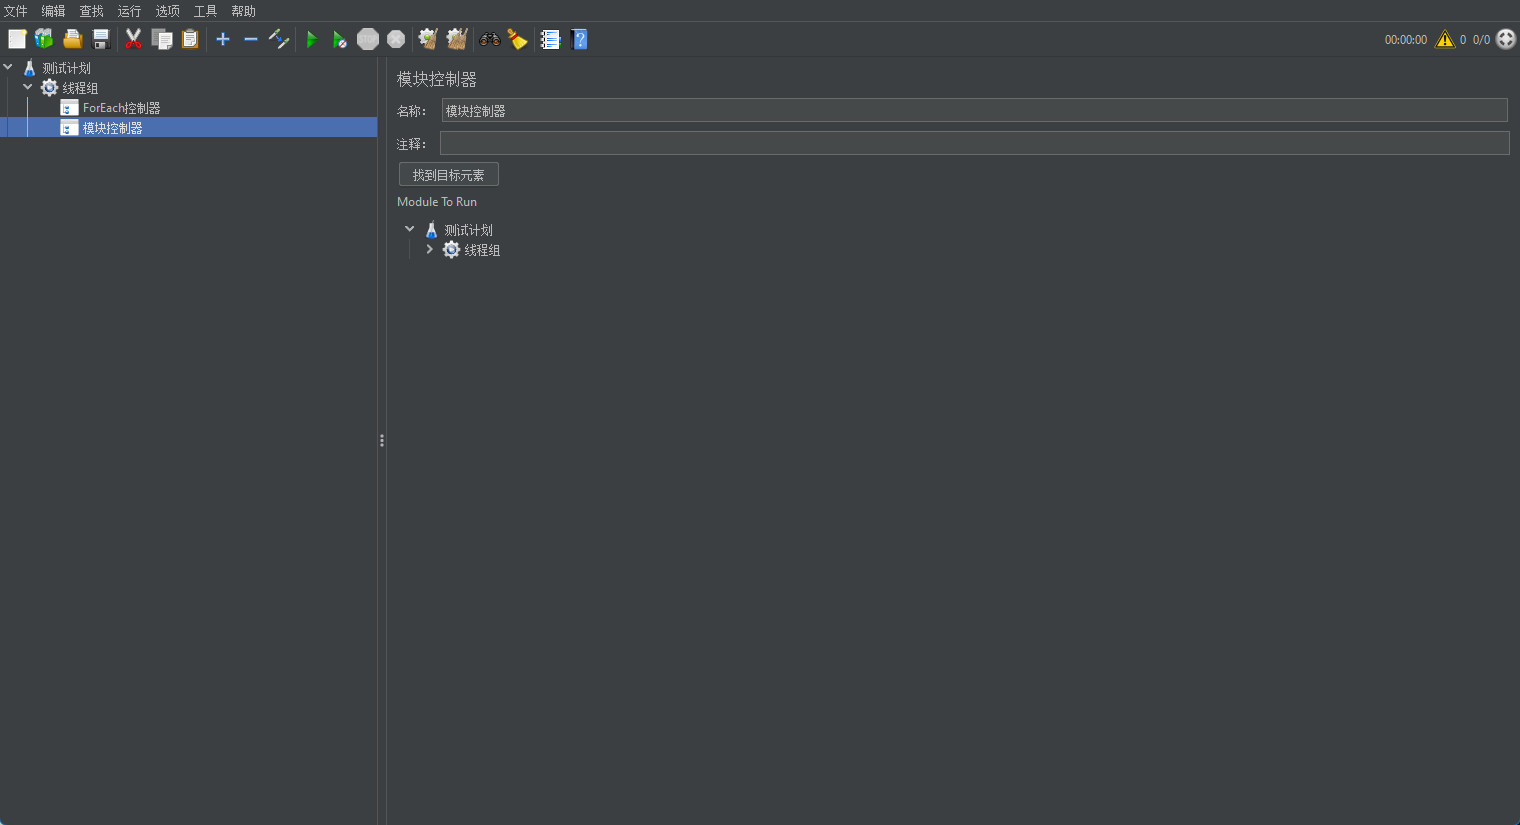 文件 编辑 查找 运行 选项 工具 帮助
00:00:00 0 0/0
测试计划
线程组
ForEach控制器
模块控制器
模块控制器
名称： 模块控制器
注释：
找到目标元素
Module To Run
测试计划
线程组